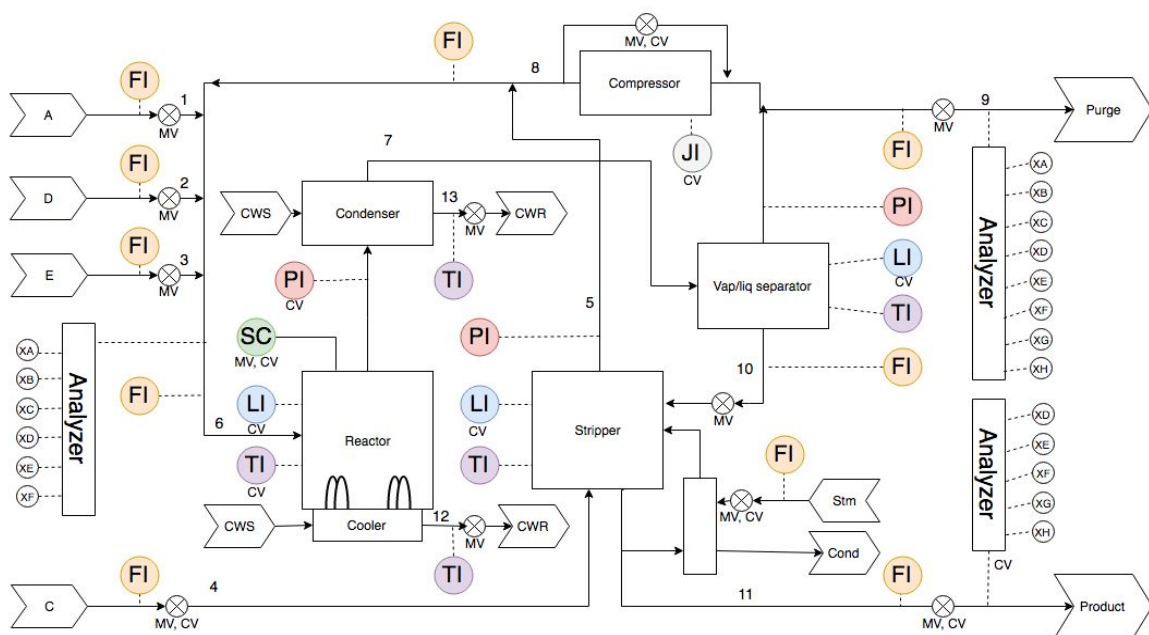 FI
MV, CV
8
Compressor
FI
A
1
MV
9
Purge
MV
FI
7
JI
CV
FI
D
2
MV
XA
XB
XC
XD
XE
XF
XG
XH
Analyzer
CWS
Condenser
13
CWR
MV
PI
FI
E
3
MV
LI
CV
PI
CV
TI
Vap/liq separator
5
TI
SC
MV, CV
PI
XA
XB
XC
XD
XE
XF
Analyzer
10
FI
FI
LI
CV
LI
CV
MV
6
Reactor
Stripper
XD
XE
XF
XG
XH
Analyzer
TI
CV
TI
FI
Stm
MV, CV
CWS
Cooler
12
CWR
MV
Cond
TI
CV
FI
4
C
MV, CV
11
FI
MV, CV
Product